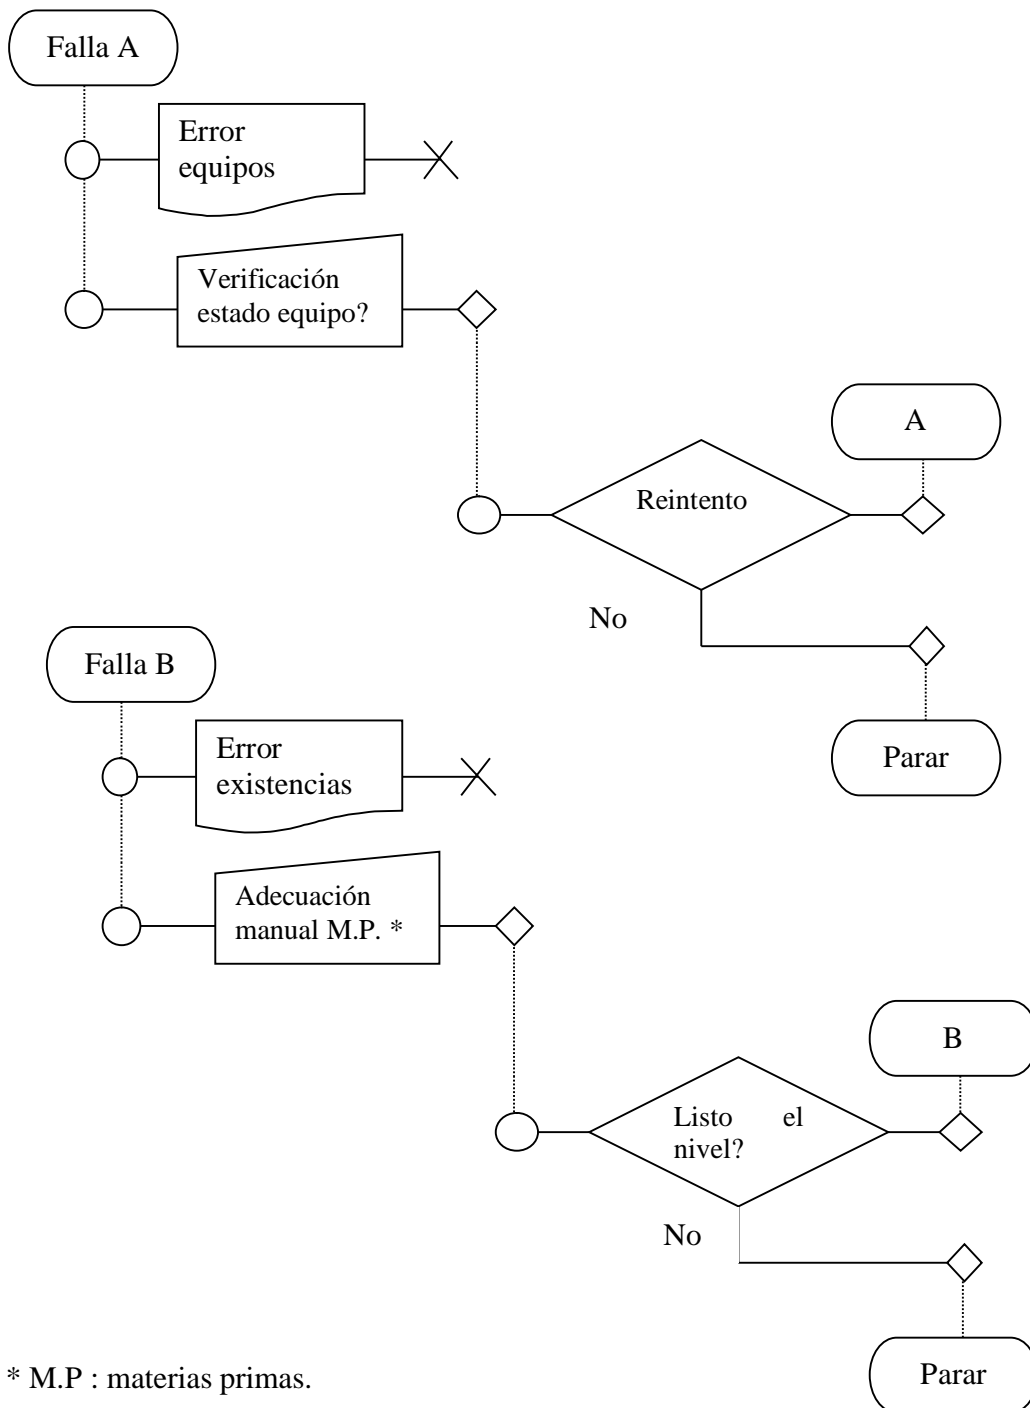 Falla A
Error
equipos
Verificación
estado equipo?
A
Reintento
No
Parar
Falla B
Error
existencias
Adecuación
manual M.P. *
B
Listo el
nivel?
No
Parar
* M.P : materias primas.